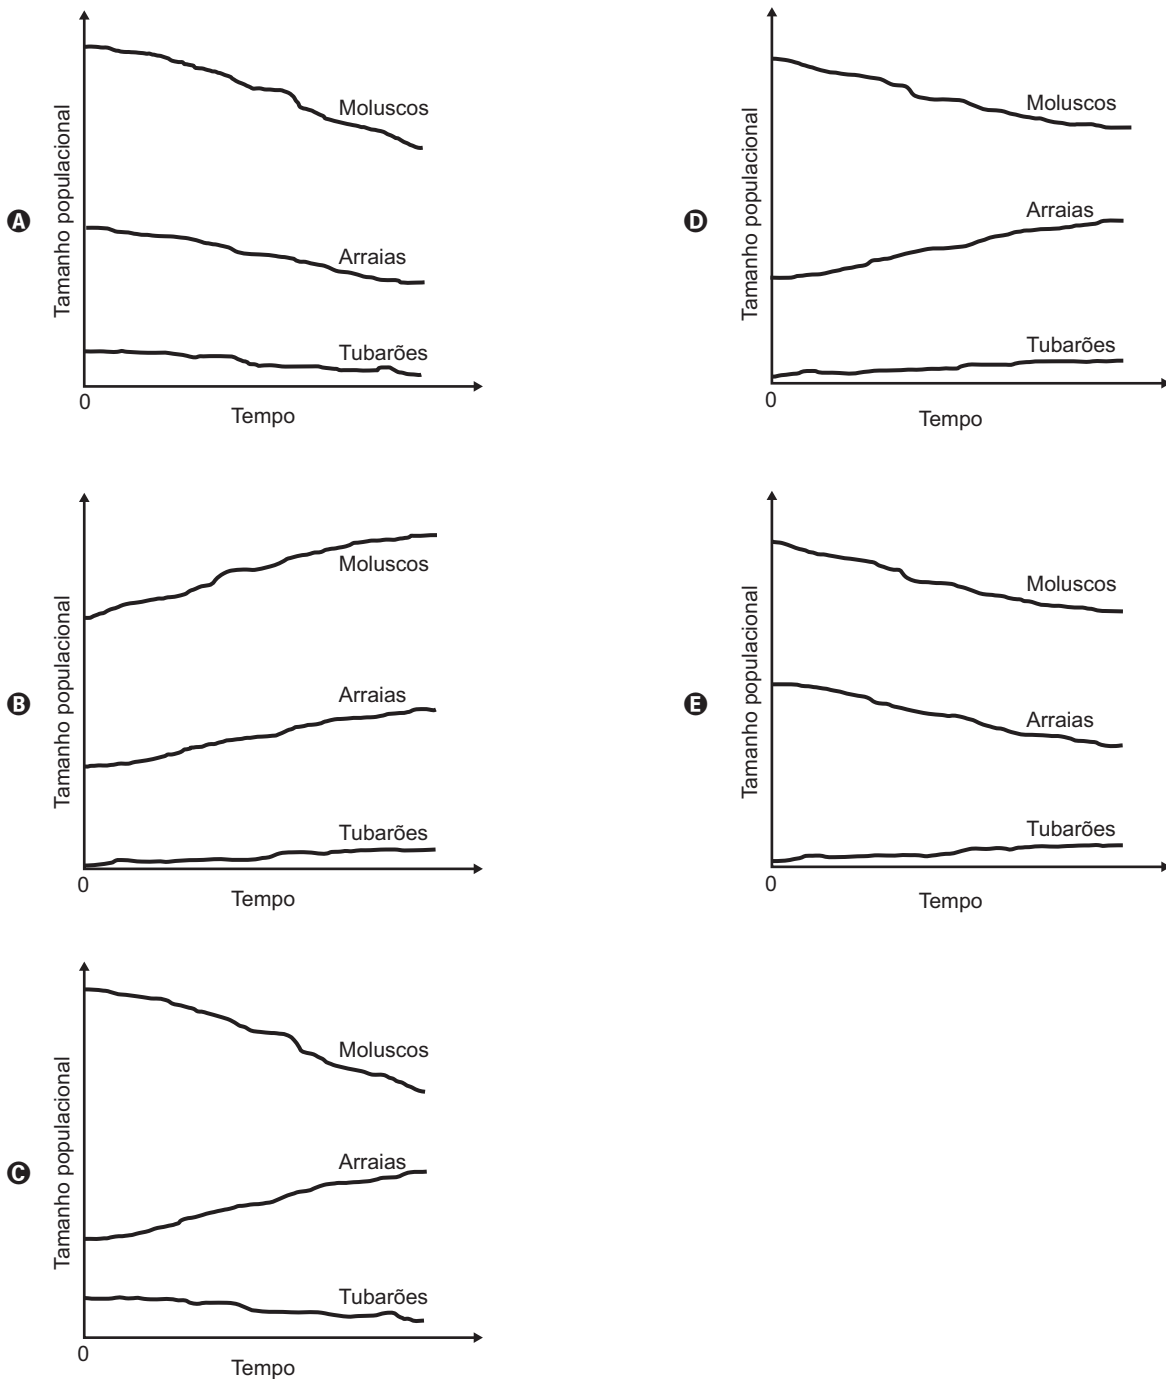 A
Tamanho populacional
Moluscos
Arraias
Tubarões
0
Tempo
B
Tamanho populacional
Moluscos
Arraias
Tubarões
0
Tempo
C
Tamanho populacional
Moluscos
Arraias
Tubarões
0
Tempo
D
Tamanho populacional
Moluscos
Arraias
Tubarões
0
Tempo
E
Tamanho populacional
Moluscos
Arraias
Tubarões
0
Tempo